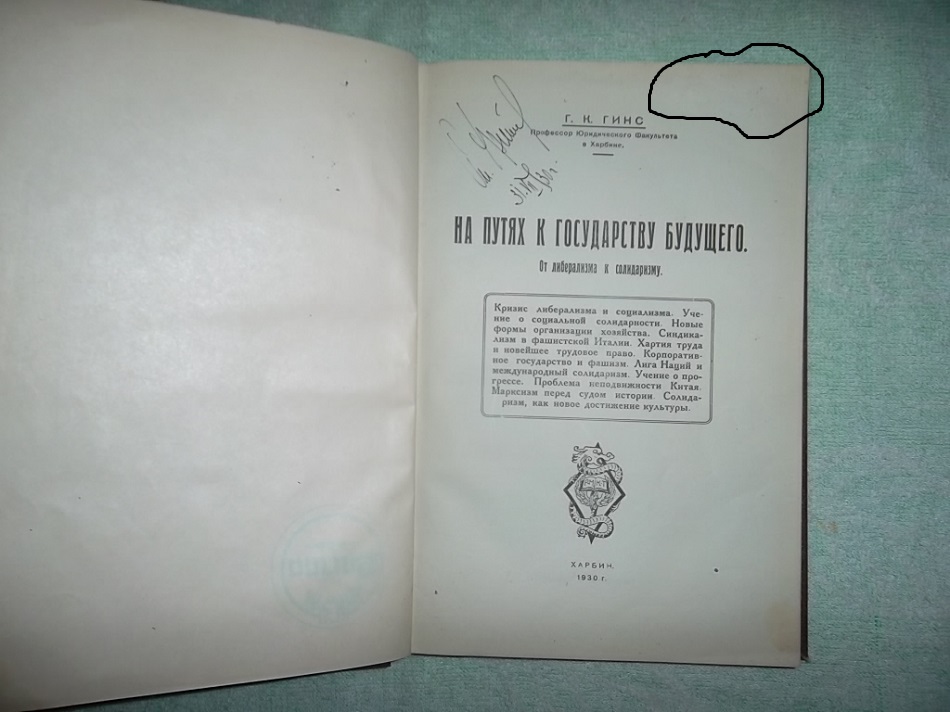 Г. К. ГИНС
Профессор Юридического Факультета
в Харбине.
31. VII /30 г.
НА ПУТЯХ К ГОСУДАРСТВУ БУДУЩЕГО.
От либерализма к солидаризму.
Кризис либерализма и социализма. Уче-
ние о социальной солидарности. Новые
формы организации хозяйства. Синдика-
лизм в фашистской Италии. Хартия труда
и новейшее трудовое право. Корпоратив-
ное государство и фашизм. Лига Наций и
международный солидаризм. Учение о про-
грессе. Проблема неподвижности Китая.
Марксизм перед судом истории. Солида-
ризм, как новое достижение культуры.
ХАРБИН.
1930 г.